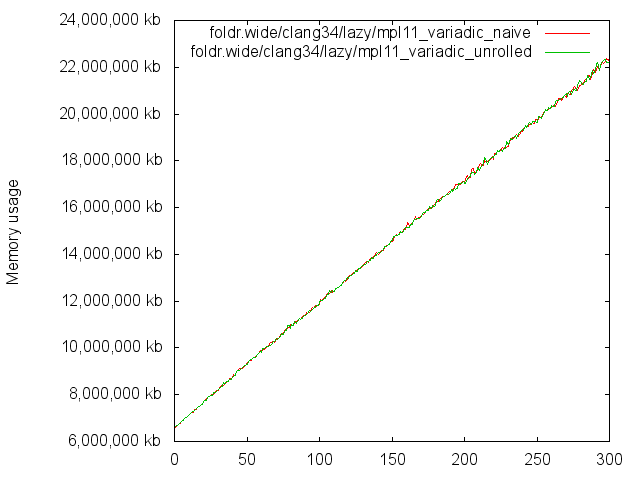 24,000,000 kb
22,000,000 kb
20,000,000 kb
18,000,000 kb
16,000,000 kb
14,000,000 kb
12,000,000 kb
10,000,000 kb
8,000,000 kb
6,000,000 kb
Memory usage
foldr.wide/clang34/lazy/mpl11_variadic_naive
foldr.wide/clang34/lazy/mpl11_variadic_unrolled
0 50 100 150 200 250 300